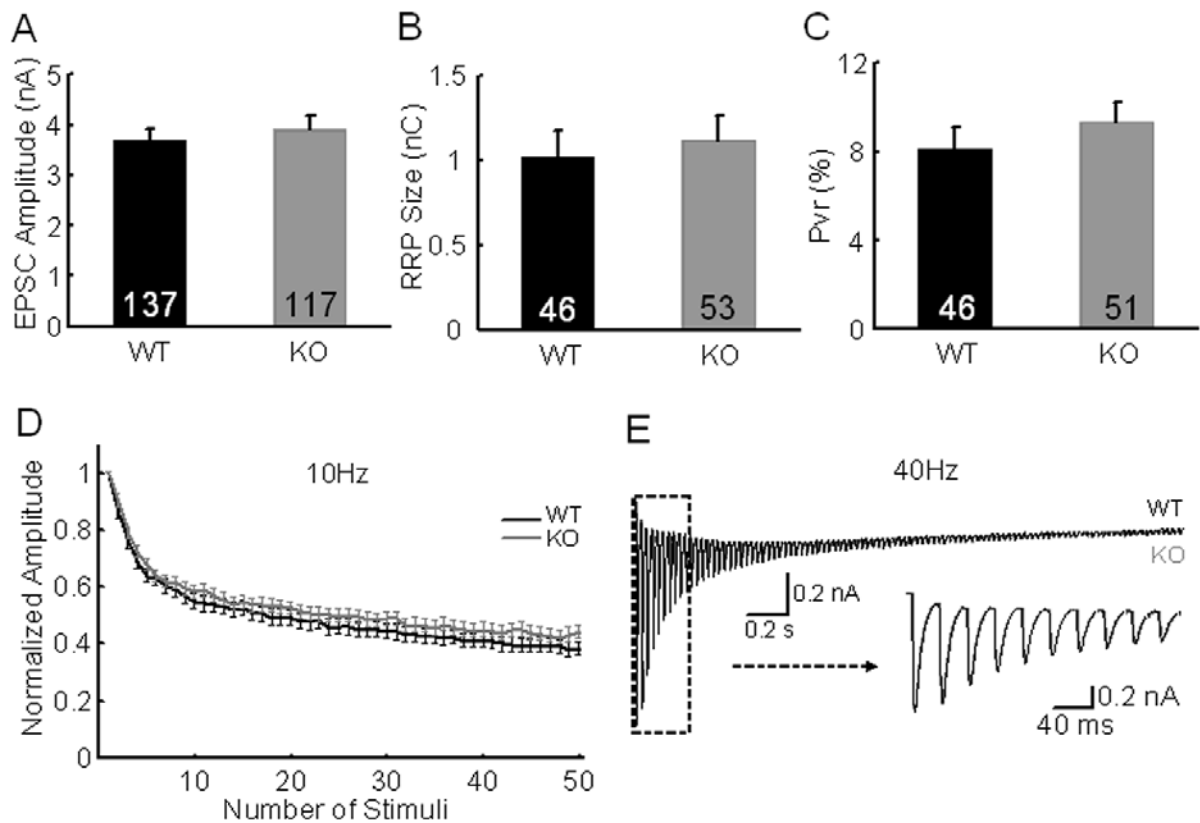 A
EPSC Amplitude (nA)
5
4
3
2
1
0
137
117
WT
KO
B
RRP Size (nC)
1.5
1
0.5
0
46
53
WT
KO
C
Pvr (%)
12
8
4
0
46
51
WT
KO
D
Normalized Amplitude
1
0.8
0.6
0.4
0.2
0
10Hz
WT
KO
10 20 30 40 50
Number of Stimuli
E
40Hz
WT
KO
0.2 nA
0.2 s
0.2 nA
40 ms